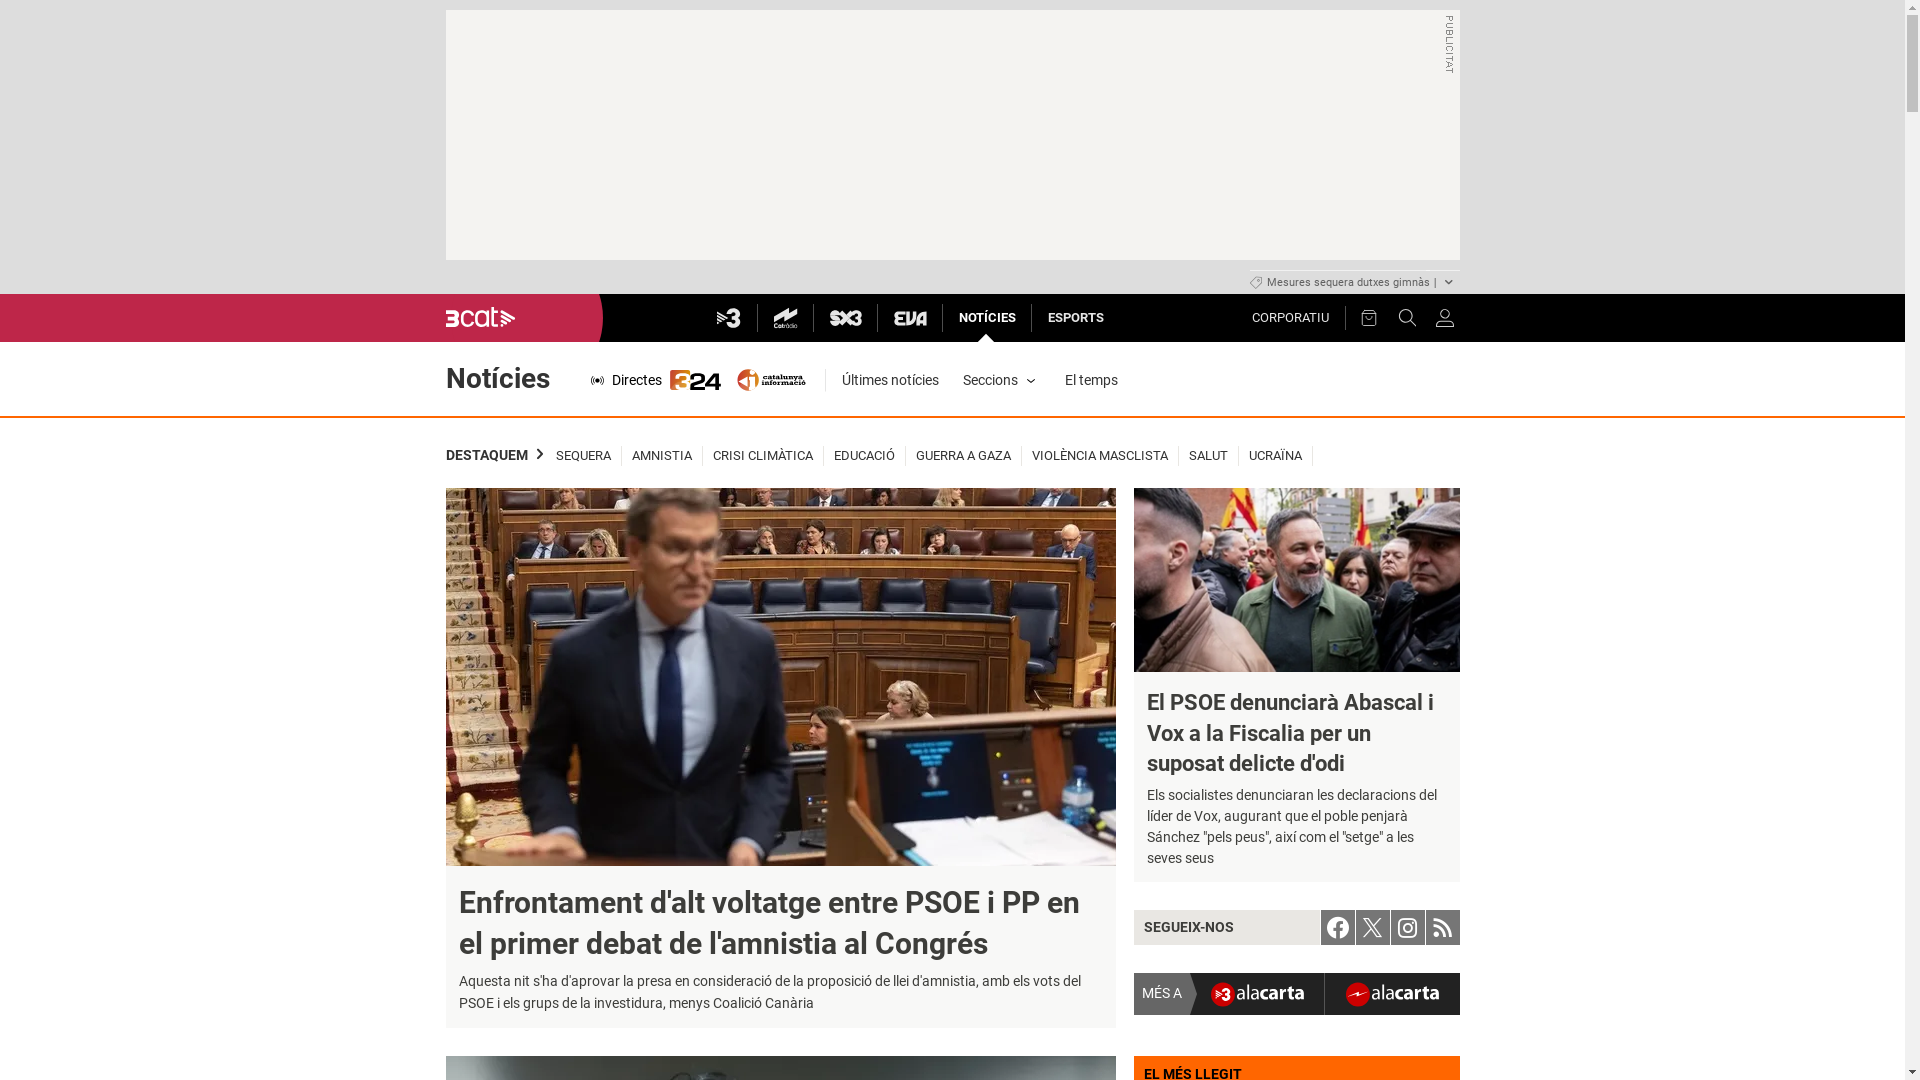 PUBLICITAT
Mesures sequera dutxes gimnàs |
3cat
3
Catràdio
SX3
EVA
NOTÍCIES
ESPORTS
CORPORATIU
Notícies
Directes
324
catalunya
informació
Últimes notícies
Seccions
El temps
DESTAQUEM
SEQUERA
AMNISTIA
CRISI CLIMÀTICA
EDUCACIÓ
GUERRA A GAZA
VIOLÈNCIA MASCLISTA
SALUT
UCRAÏNA
Enfrontament d'alt voltatge entre PSOE i PP en
el primer debat de l'amnistia al Congrés
Aquesta nit s'ha d'aprovar la presa en consideració de la proposició de llei d'amnistia, amb els vots del
PSOE i els grups de la investidura, menys Coalició Canària
El PSOE denunciarà Abascal i
Vox a la Fiscalia per un
suposat delicte d'odi
Els socialistes denunciaran les declaracions del
líder de Vox, augurant que el poble penjarà
Sánchez "pels peus", així com el "setge" a les
seves seus
SEGUEIX-NOS
MÉS A
3 alacarta
alacarta
EL MÉS LLEGIT